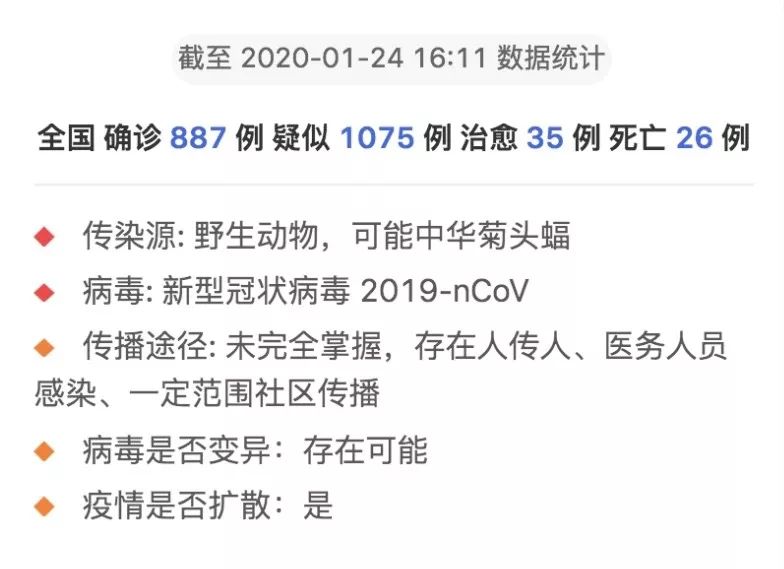 截至 2020-01-24 16:11 数据统计
全国 确诊 887 例 疑似 1075 例 治愈 35 例 死亡 26 例
传染源: 野生动物，可能中华菊头蝠
病毒: 新型冠状病毒 2019-nCoV
传播途径: 未完全掌握，存在人传人、医务人员
感染、一定范围社区传播
病毒是否变异：存在可能
疫情是否扩散：是